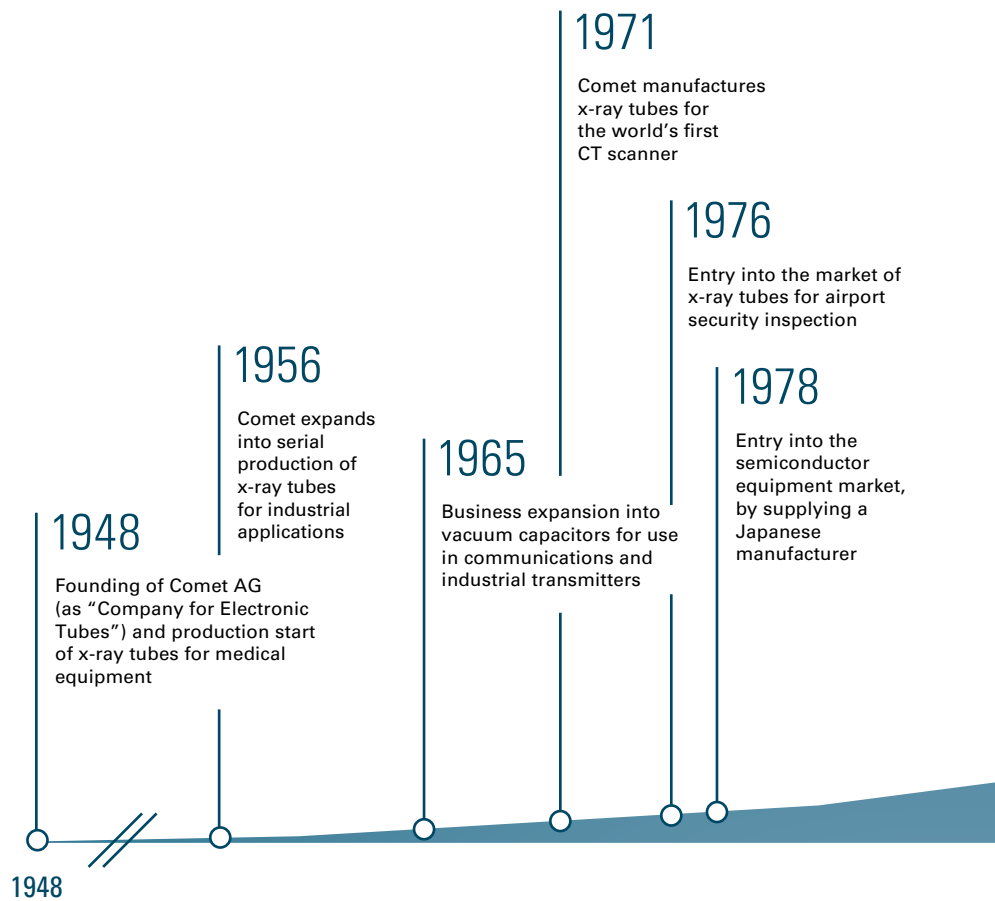 1948
Founding of Comet AG
(as “Company for Electronic
Tubes”) and production start
of x-ray tubes for medical
equipment
1956
Comet expands
into serial
production of
x-ray tubes
for industrial
applications
1965
Business expansion into
vacuum capacitors for use
in communications and
industrial transmitters
1971
Comet manufactures
x-ray tubes for
the world’s first
CT scanner
1976
Entry into the market of
x-ray tubes for airport
security inspection
1978
Entry into the
semiconductor
equipment market,
by supplying a
Japanese
manufacturer
1948